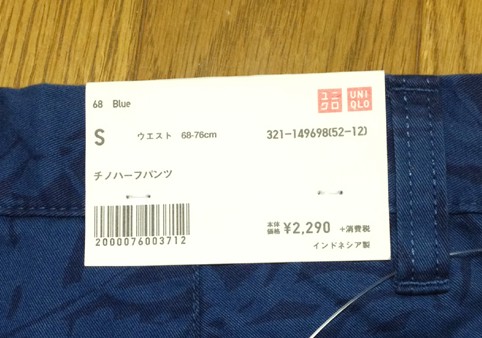 68 Blue
ユニクロ
UNIQLO
S ウエスト 68-76cm 321-149698(52-12)
チノハーフパンツ
本体価格 ¥2,290 +消費税
2000076003712
インドネシア製